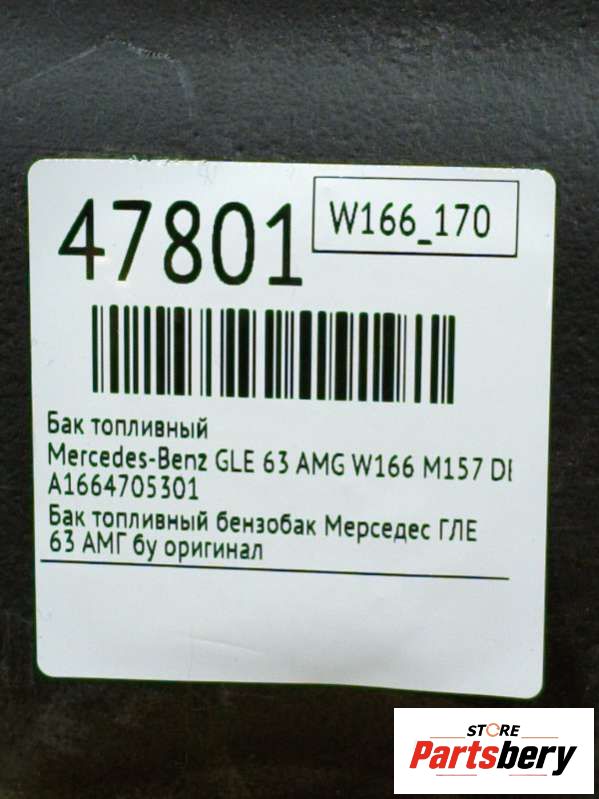 47801
W166_170
Бак топливный
Mercedes-Benz GLE 63 AMG W166 M157 DE
A1664705301
Бак топливный бензобак Мерседес ГЛЕ
63 АМГ бу оригинал
STORE
Partsbery